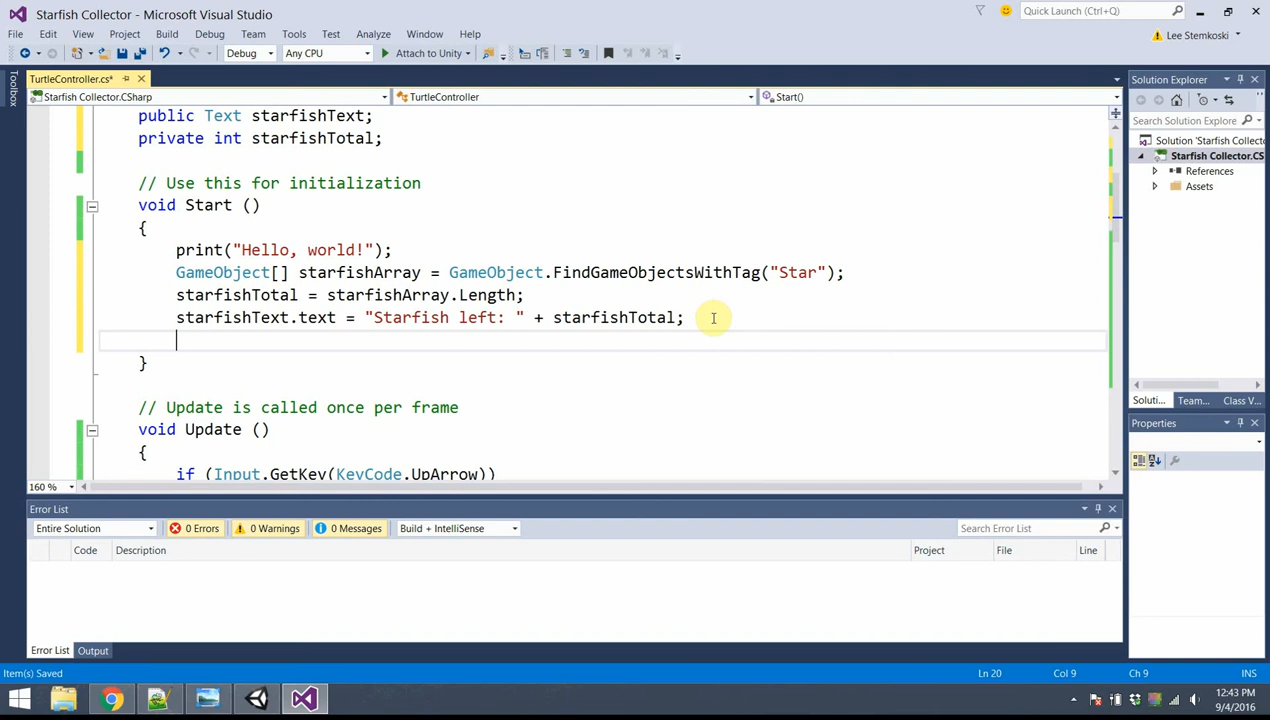 Starfish Collector - Microsoft Visual Studio
Quick Launch (Ctrl+Q)
File Edit View Project Build Debug Team Tools Test Analyze Window Help
Lee Stemkoski
Debug Any CPU Attach to Unity
Toolbox
TurtleController.cs*
Starfish Collector.CSharp TurtleController Start()
public Text starfishText;
private int starfishTotal;
// Use this for initialization
void Start ()
{
print("Hello, world!");
GameObject[] starfishArray = GameObject.FindGameObjectsWithTag("Star");
starfishTotal = starfishArray.Length;
starfishText.text = "Starfish left: " + starfishTotal;
}
// Update is called once per frame
void Update ()
{
if (Input.GetKey(KeyCode.UpArrow))
160 %
Solution Explorer
Search Solution Explore
Solution 'Starfish Collecto
Starfish Collector.CS
References
Assets
Soluti... Team... Class V...
Properties
Error List
Entire Solution 0 Errors 0 Warnings 0 Messages Build + IntelliSense Search Error List
Code Description Project File Line
Error List Output
Item(s) Saved Ln 20 Col 9 Ch 9 INS
12:43 PM
9/4/2016